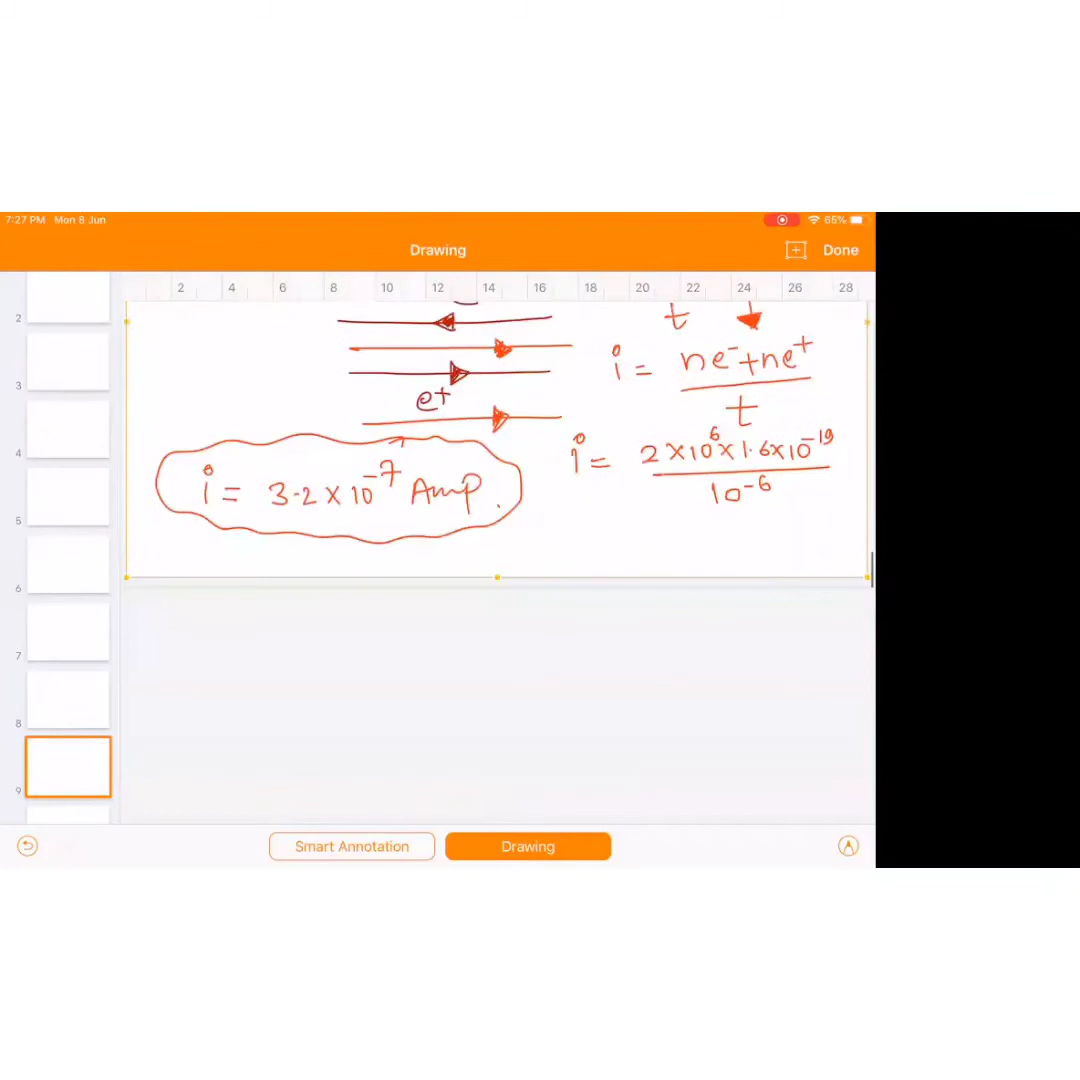 7:27 PM Mon 8 Jun 65%
Drawing Done
2 4 6 8 10 12 14 16 18 20 22 24 26 28
t
i = ne⁻+ne⁺ / t
e+
i = 2×10⁶×1.6×10⁻¹⁹ / 10⁻⁶
i = 3.2 × 10⁻⁷ Amp.
2
3
4
5
6
7
8
9
Smart Annotation Drawing